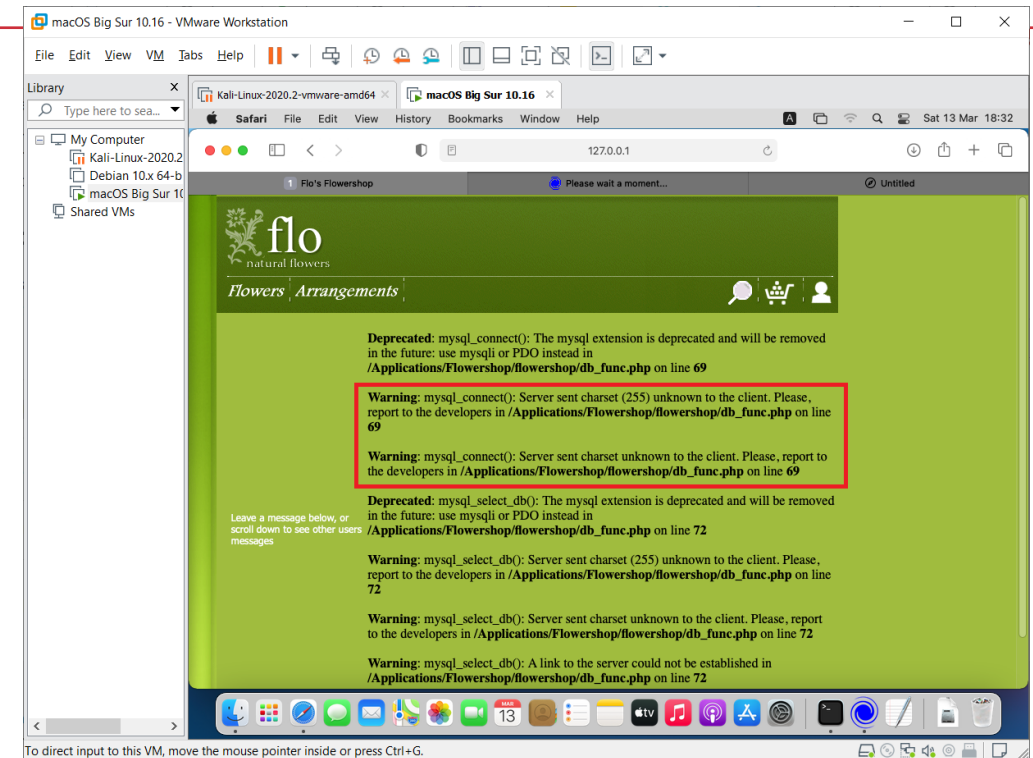 macOS Big Sur 10.16 - VMware Workstation
File Edit View VM Tabs Help
Library X
Type here to sea...
My Computer
Kali-Linux-2020.2
Debian 10.x 64-b
macOS Big Sur 10
Shared VMs
Kali-Linux-2020.2-vmware-amd64 macOS Big Sur 10.16
Safari File Edit View History Bookmarks Window Help A Sat 13 Mar 18:32
127.0.0.1
1 Flo's Flowershop Please wait a moment... Untitled
flo
natural flowers
Flowers Arrangements
Deprecated: mysql_connect(): The mysql extension is deprecated and will be removed
in the future: use mysqli or PDO instead in
/Applications/Flowershop/flowershop/db_func.php on line 69
Warning: mysql_connect(): Server sent charset (255) unknown to the client. Please,
report to the developers in /Applications/Flowershop/flowershop/db_func.php on line
69
Warning: mysql_connect(): Server sent charset unknown to the client. Please, report to
the developers in /Applications/Flowershop/flowershop/db_func.php on line 69
Deprecated: mysql_select_db(): The mysql extension is deprecated and will be removed
in the future: use mysqli or PDO instead in
/Applications/Flowershop/flowershop/db_func.php on line 72
Leave a message below, or
scroll down to see other users
messages
Warning: mysql_select_db(): Server sent charset (255) unknown to the client. Please,
report to the developers in /Applications/Flowershop/flowershop/db_func.php on line
72
Warning: mysql_select_db(): Server sent charset unknown to the client. Please, report
to the developers in /Applications/Flowershop/flowershop/db_func.php on line 72
Warning: mysql_select_db(): A link to the server could not be established in
/Applications/Flowershop/flowershop/db_func.php on line 72
MAR
13
tv
To direct input to this VM, move the mouse pointer inside or press Ctrl+G.